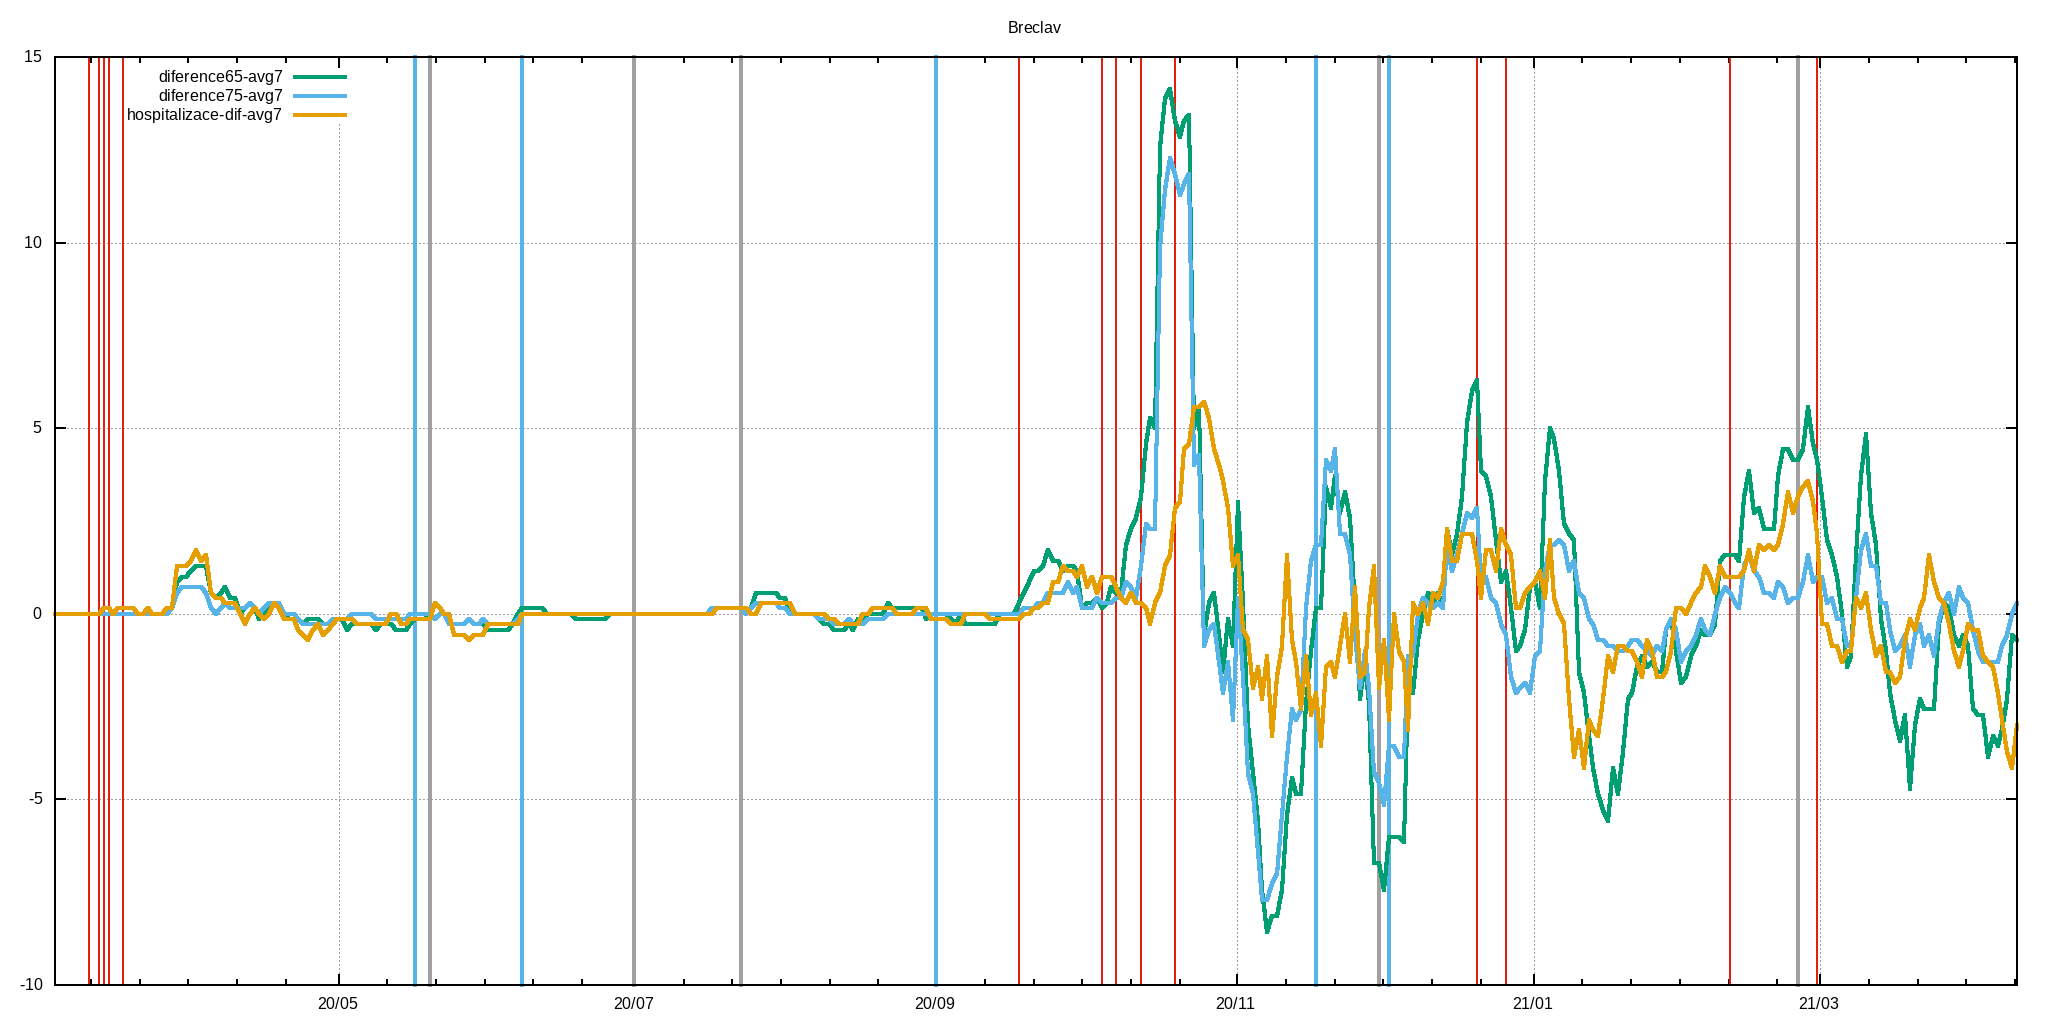 Breclav
15
diference65-avg7
diference75-avg7
hospitalizace-dif-avg7
10
5
0
-5
-10
20/05 20/07 20/09 20/11 21/01 21/03